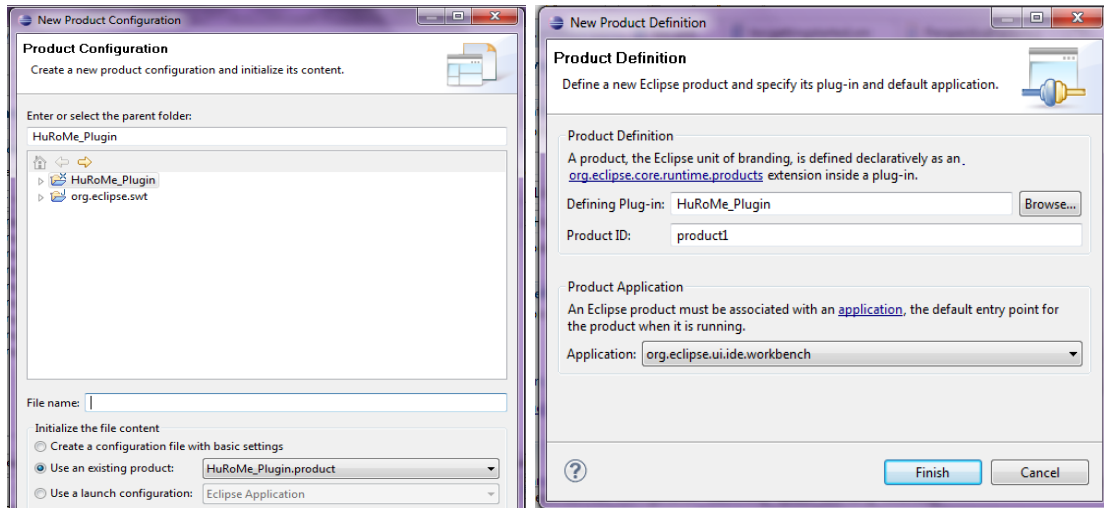 New Product Configuration
Product Configuration
Create a new product configuration and initialize its content.
Enter or select the parent folder:
HuRoMe_Plugin
HuRoMe_Plugin
org.eclipse.swt
File name:
Initialize the file content
Create a configuration file with basic settings
Use an existing product: HuRoMe_Plugin.product
Use a launch configuration: Eclipse Application
New Product Definition
Product Definition
Define a new Eclipse product and specify its plug-in and default application.
Product Definition
A product, the Eclipse unit of branding, is defined declaratively as an
org.eclipse.core.runtime.products extension inside a plug-in.
Defining Plug-in: HuRoMe_Plugin Browse...
Product ID: product1
Product Application
An Eclipse product must be associated with an application, the default entry point for
the product when it is running.
Application: org.eclipse.ui.ide.workbench
? Finish Cancel